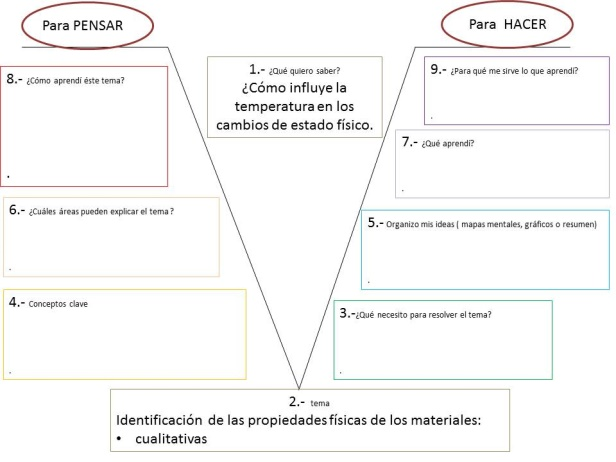 Para PENSAR
Para HACER
1.- ¿Qué quiero saber?
¿Cómo influye la
temperatura en los
cambios de estado físico.
8.- ¿Cómo aprendí éste tema?
.
9.- ¿Para qué me sirve lo que aprendí?
.
7.- ¿Qué aprendí?
.
6.- ¿Cuáles áreas pueden explicar el tema?
.
5.- Organizo mis ideas ( mapas mentales, gráficos o resumen)
.
4.- Conceptos clave
.
3.-¿Qué necesito para resolver el tema?
.
2.- tema
Identificación de las propiedades físicas de los materiales:
• cualitativas